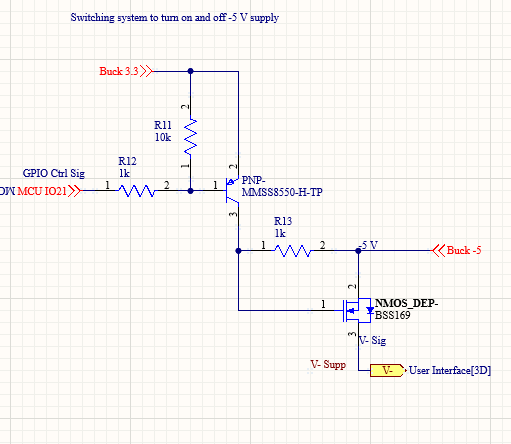 Switching system to turn on and off -5 V supply
Buck 3.3
2
R11
10k
1
2
GPIO Ctrl Sig
R12
1k
MCU IO21
1
2
1
PNP-
MMSS8550-H-TP
3
R13
1k
1
2
-5 V
Buck -5
2
1
NMOS_DEP-
BSS169
3
V- Sig
V- Supp
V-
User Interface[3D]